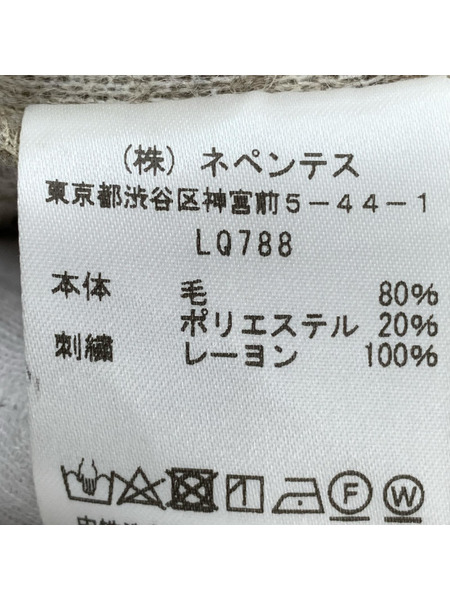 (株) ネペンテス
東京都渋谷区神宮前5-44-1
LQ788
本体 毛 80%
ポリエステル 20%
刺繍 レーヨン 100%
F W